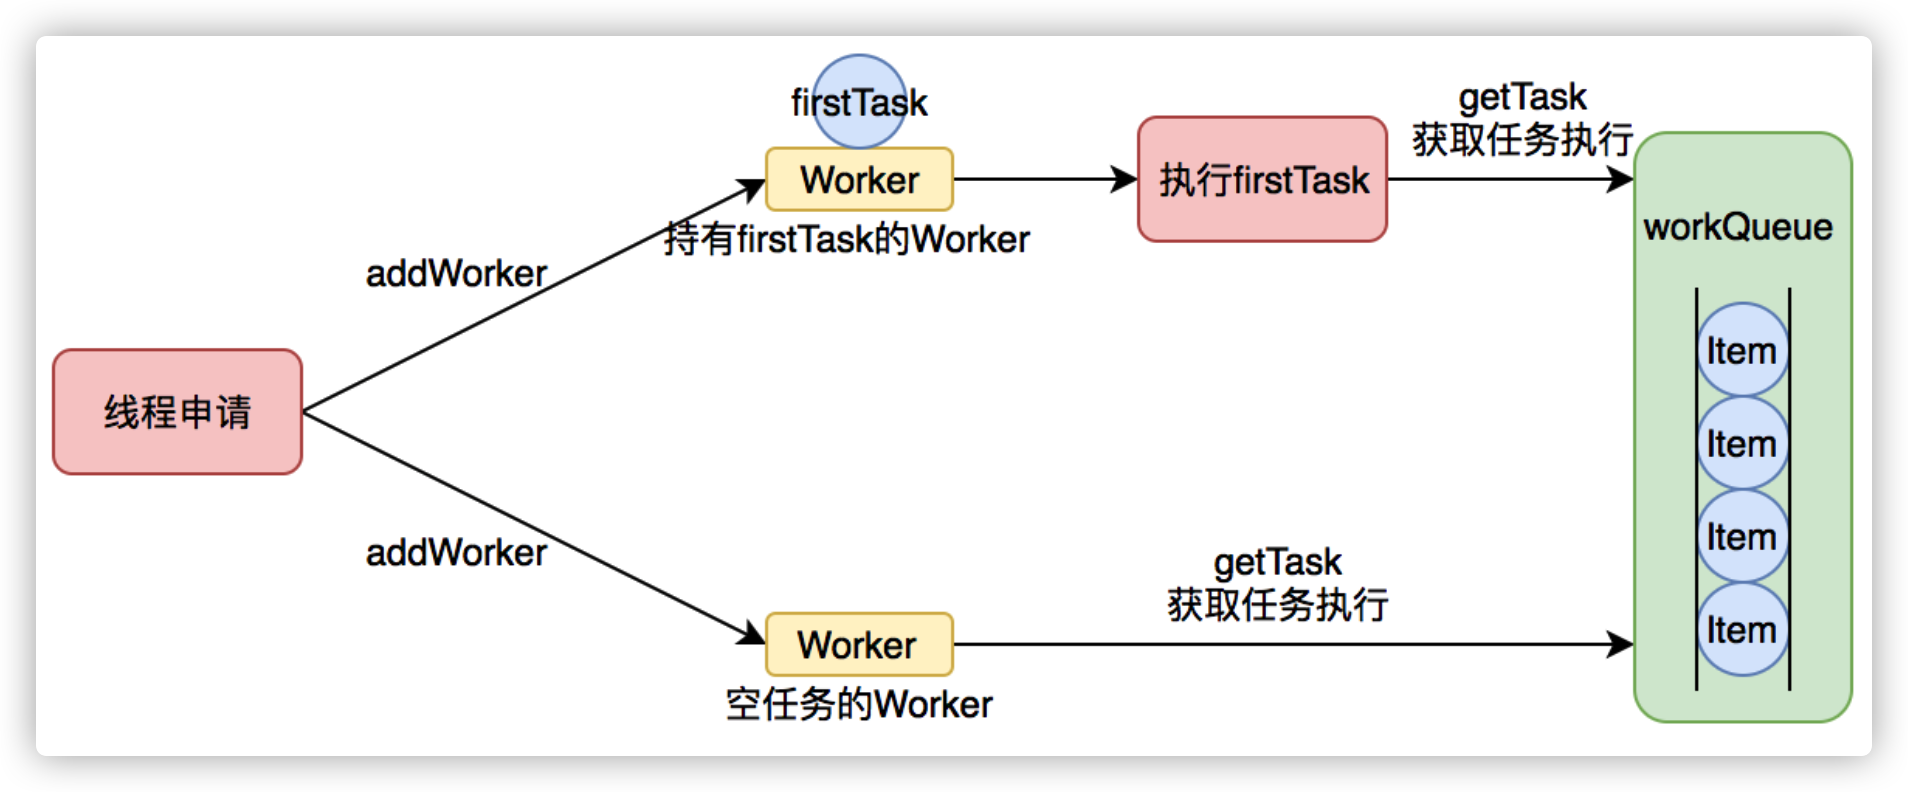 firstTask
Worker
持有firstTask的Worker
addWorker
执行firstTask
getTask
获取任务执行
workQueue
Item
Item
Item
Item
线程申请
addWorker
Worker
空任务的Worker
getTask
获取任务执行